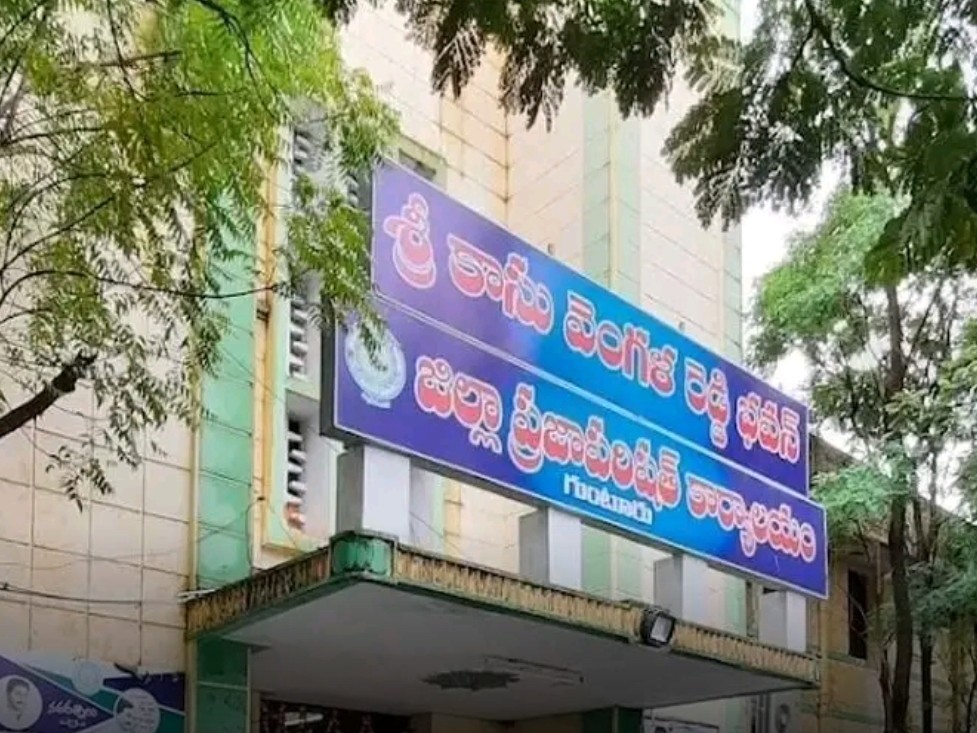 శ్రీ కాసు వెంగళ రెడ్డి భవన్
జిల్లా ప్రజాపరిషత్ కార్యాలయం
గుంటూరు